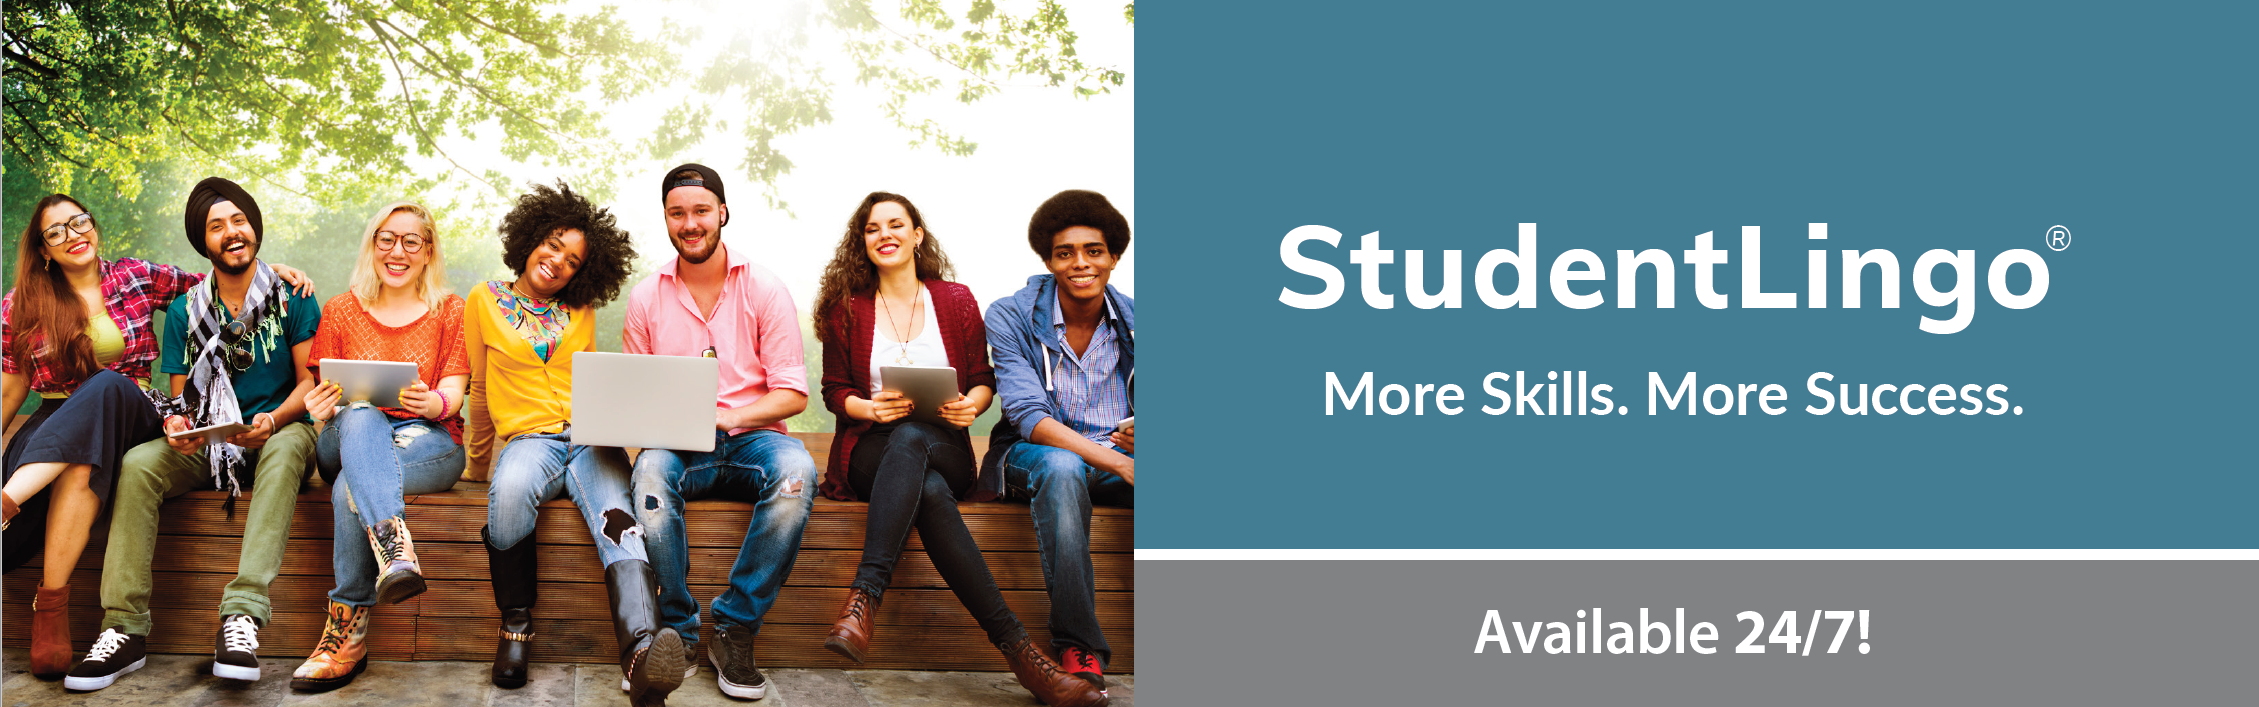 StudentLingo®
More Skills. More Success.
Available 24/7!